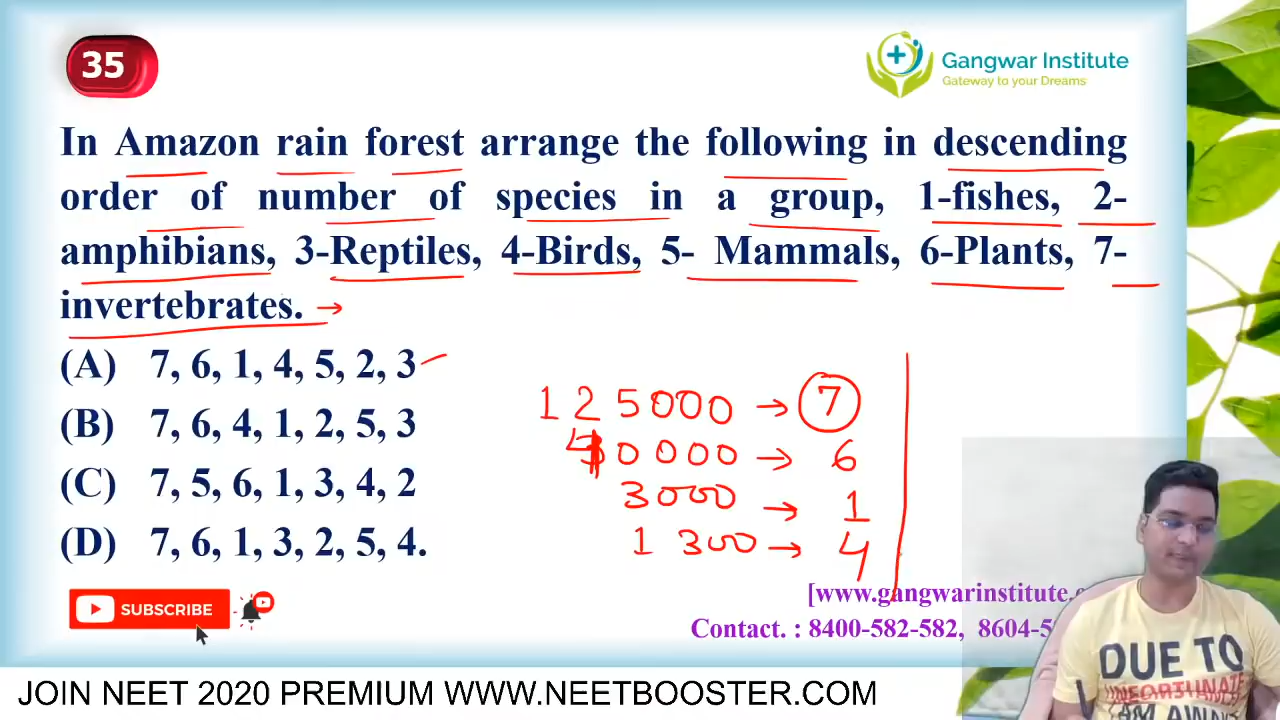 35
Gangwar Institute
Gateway to your Dreams
In Amazon rain forest arrange the following in descending
order of number of species in a group, 1-fishes, 2-
amphibians, 3-Reptiles, 4-Birds, 5- Mammals, 6-Plants, 7-
invertebrates. →
(A) 7, 6, 1, 4, 5, 2, 3
(B) 7, 6, 4, 1, 2, 5, 3
(C) 7, 5, 6, 1, 3, 4, 2
(D) 7, 6, 1, 3, 2, 5, 4.
125000 → 7
40000 → 6
3000 → 1
1300 → 4
SUBSCRIBE
[www.gangwarinstitute.
Contact. : 8400-582-582, 8604-5
DUE TO
UNFORTUNATE
I AM
JOIN NEET 2020 PREMIUM WWW.NEETBOOSTER.COM